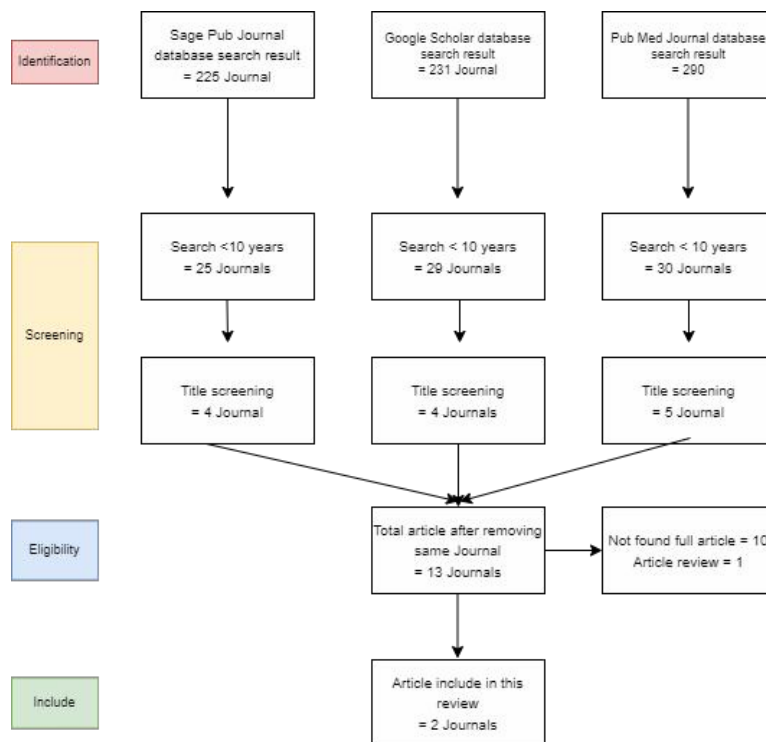 Identification
Sage Pub Journal
database search result
= 225 Journal
Google Scholar database
search result
= 231 Journal
Pub Med Journal database
search result
= 290
Screening
Search <10 years
= 25 Journals
Search < 10 years
= 29 Journals
Search < 10 years
= 30 Journals
Title screening
= 4 Journal
Title screening
= 4 Journals
Title screening
= 5 Journal
Eligibility
Total article after removing
same Journal
= 13 Journals
Not found full article = 10
Article review = 1
Include
Article include in this
review
= 2 Journals